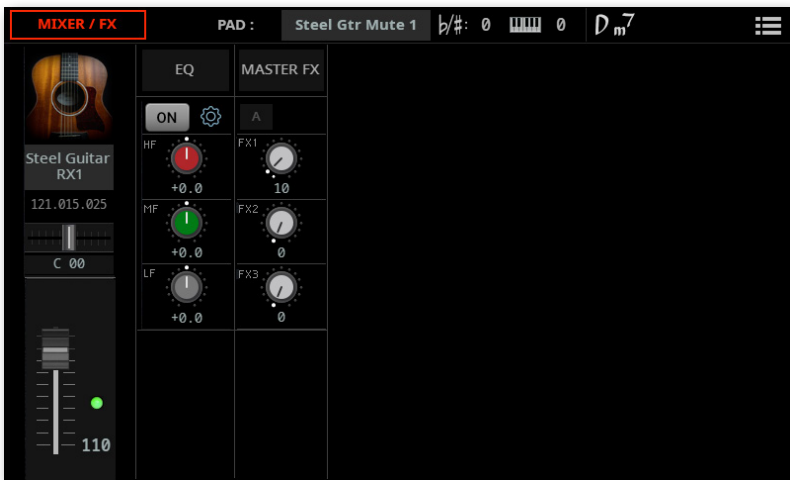 MIXER / FX
PAD :
Steel Gtr Mute 1
♭/#: 0
0
Dm7
EQ
MASTER FX
ON
A
Steel Guitar
RX1
121.015.025
C 00
110
HF
+0.0
MF
+0.0
LF
+0.0
FX1
10
FX2
0
FX3
0